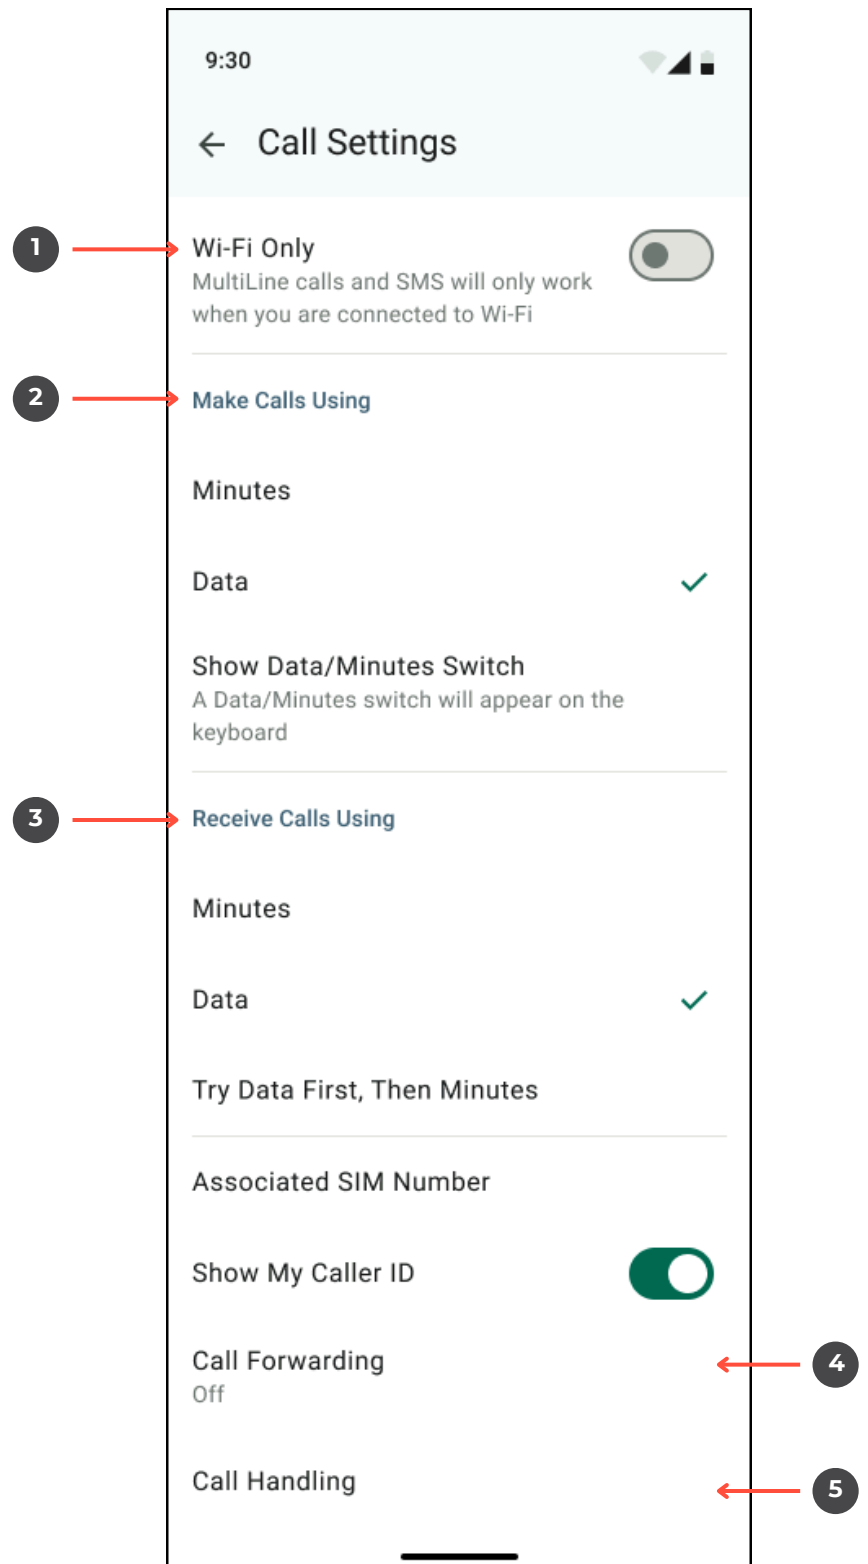 9:30
Call Settings
1
Wi-Fi Only
MultiLine calls and SMS will only work
when you are connected to Wi-Fi
2
Make Calls Using
Minutes
Data
Show Data/Minutes Switch
A Data/Minutes switch will appear on the
keyboard
3
Receive Calls Using
Minutes
Data
Try Data First, Then Minutes
Associated SIM Number
Show My Caller ID
Call Forwarding
4
Off
Call Handling
5